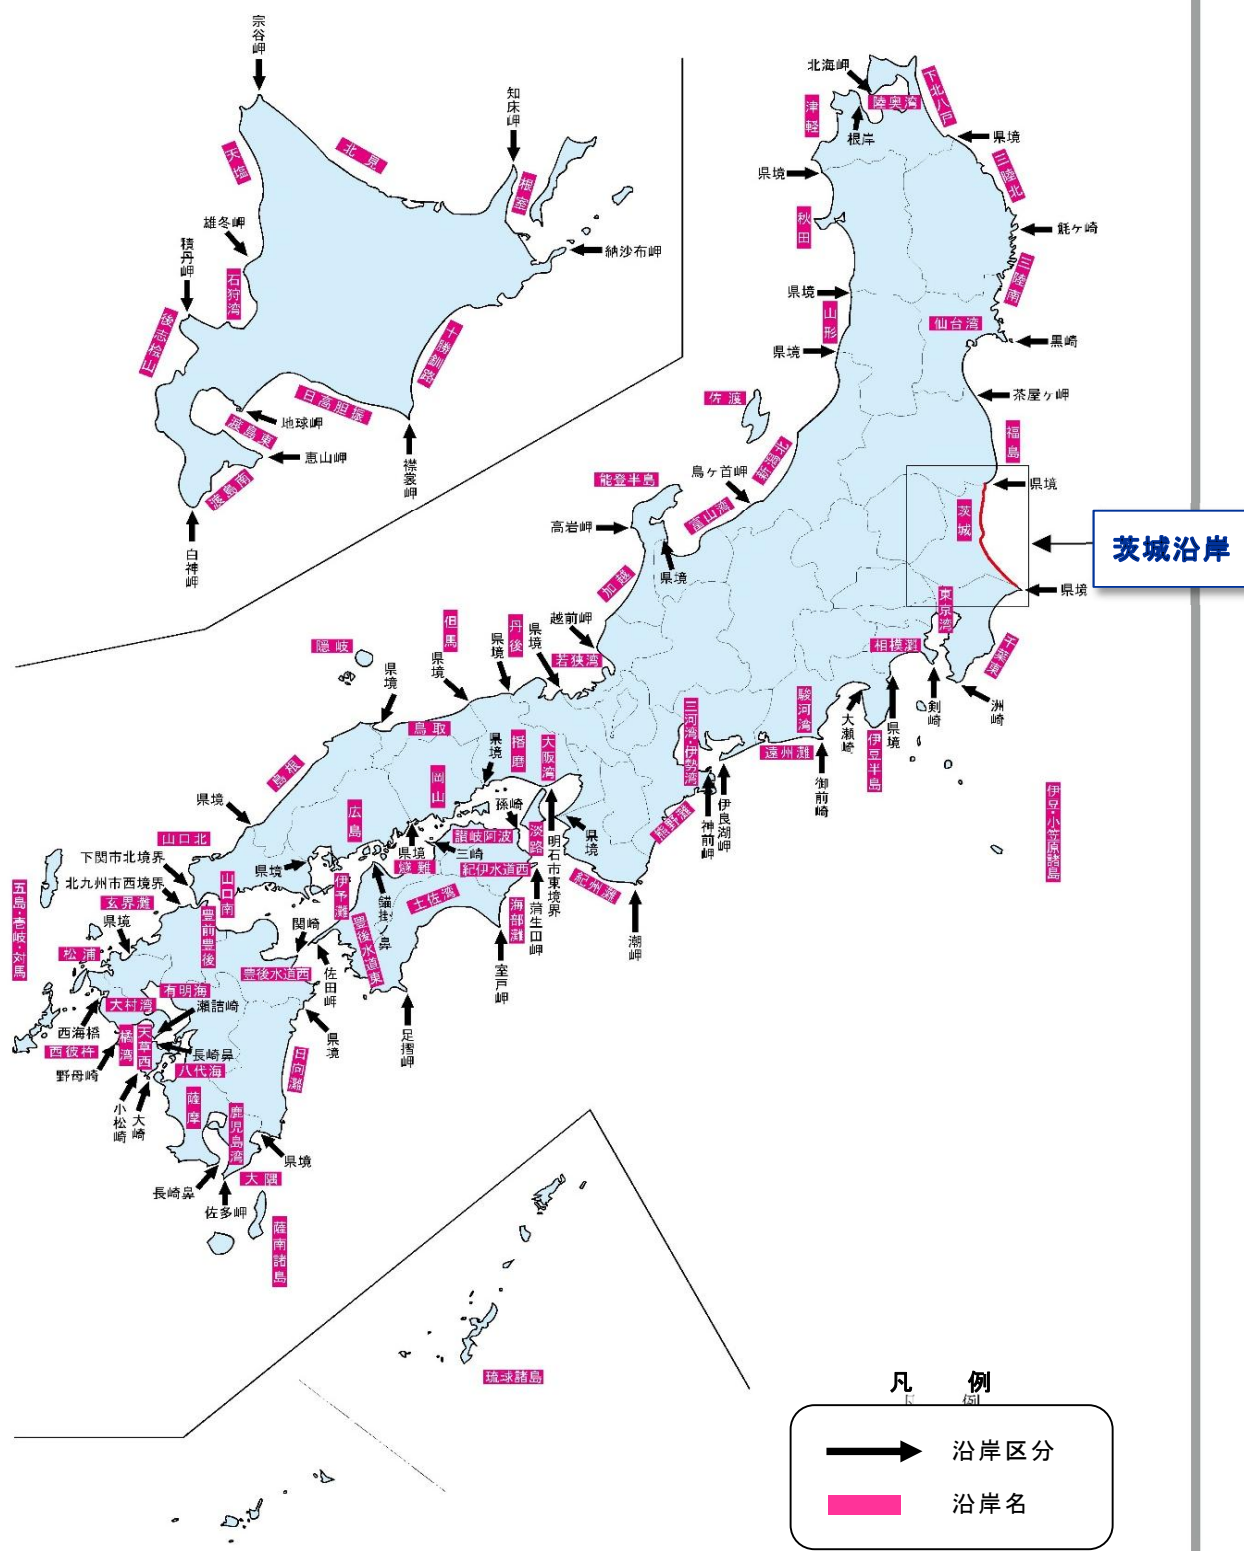 宗谷岬
知床岬
天塩
北見
根室
雄冬岬
納沙布岬
積丹岬
石狩湾
後志桧山
十勝釧路
日高胆振
地球岬
渡島東
恵山岬
渡島南
襟裳岬
白神岬
北海岬
陸奥湾
下北八戸
津軽
根岸
県境
県境
三陸北
秋田
魹ヶ崎
三陸南
県境
山形
仙台湾
黒崎
県境
佐渡
茶屋ヶ岬
福島
新潟北
鳥ヶ首岬
能登半島
富山湾
県境
茨城
高岩岬
県境
茨城沿岸
加越
県境
東京湾
越前岬
但馬
丹後
県境
県境
県境
隠岐
若狭湾
相模灘
千葉東
県境
鳥取
播磨
大阪湾
県境
三河湾・伊勢湾
駿河湾
遠州灘
大瀬崎
伊豆半島
県境
剣崎
洲崎
島根
岡山
県境
広島
孫崎
御前崎
伊豆・小笠原諸島
山口北
讃岐阿波
淡路
県境
熊野灘
神前岬
伊良湖岬
下関市北境界
県境
県境
三崎
燧灘
紀伊水道西
明石市東境界
北九州市西境界
山口南
伊予灘
錨掛ノ鼻
土佐湾
海部灘
蒲生田岬
紀州灘
潮岬
五島・壱岐・対馬
玄界灘
県境
豊前豊後
関崎
豊後水道東
室戸岬
松浦
豊後水道西
佐田岬
有明海
大村湾
瀬詰崎
県境
足摺岬
西海橋
西彼杵
橘湾
天草西
長崎鼻
野母崎
八代海
日向灘
小松崎
大崎
薩摩
鹿児島湾
県境
長崎鼻
大隅
佐多岬
薩南諸島
琉球諸島
凡 例
沿岸区分
沿岸名